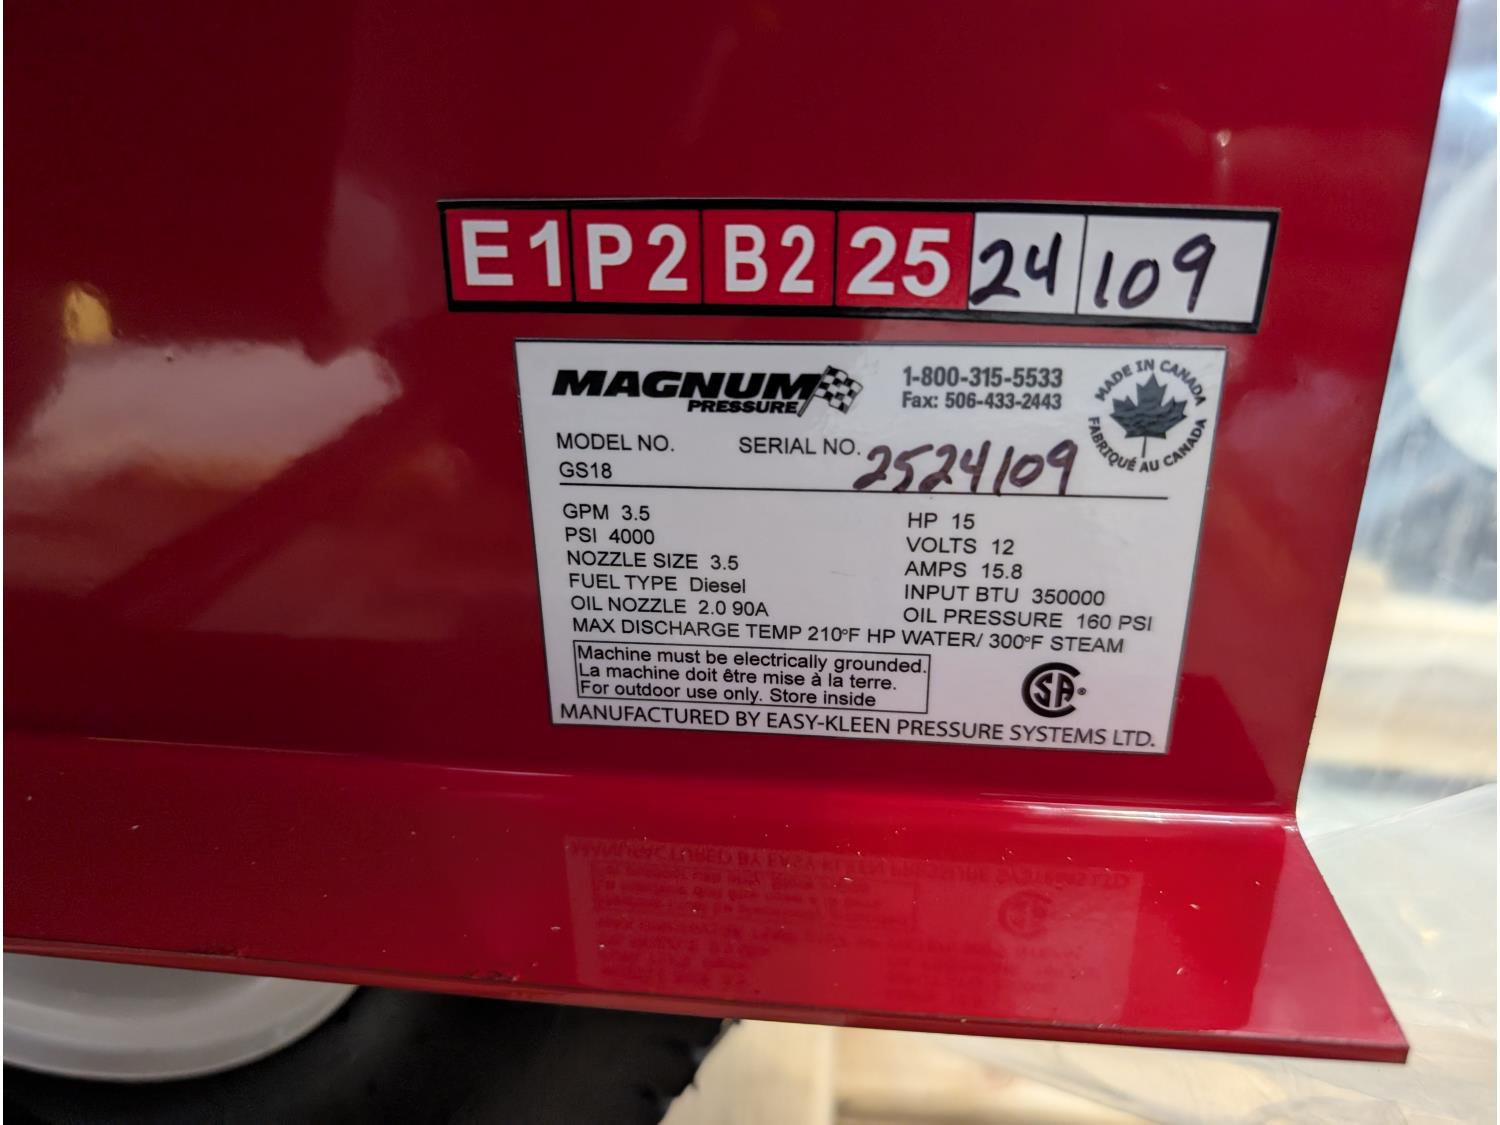 E1 P2 B2 25 24 109
MAGNUM
PRESSURE
1-800-315-5533
Fax: 506-433-2443
MADE IN CANADA
FABRIQUÉ AU CANADA
MODEL NO.
GS18
SERIAL NO. 2524109
GPM 3.5
PSI 4000
NOZZLE SIZE 3.5
FUEL TYPE Diesel
OIL NOZZLE 2.0 90A
HP 15
VOLTS 12
AMPS 15.8
INPUT BTU 350000
OIL PRESSURE 160 PSI
MAX DISCHARGE TEMP 210°F HP WATER/ 300°F STEAM
Machine must be electrically grounded.
La machine doit être mise à la terre.
For outdoor use only. Store inside
CSA
MANUFACTURED BY EASY-KLEEN PRESSURE SYSTEMS LTD.